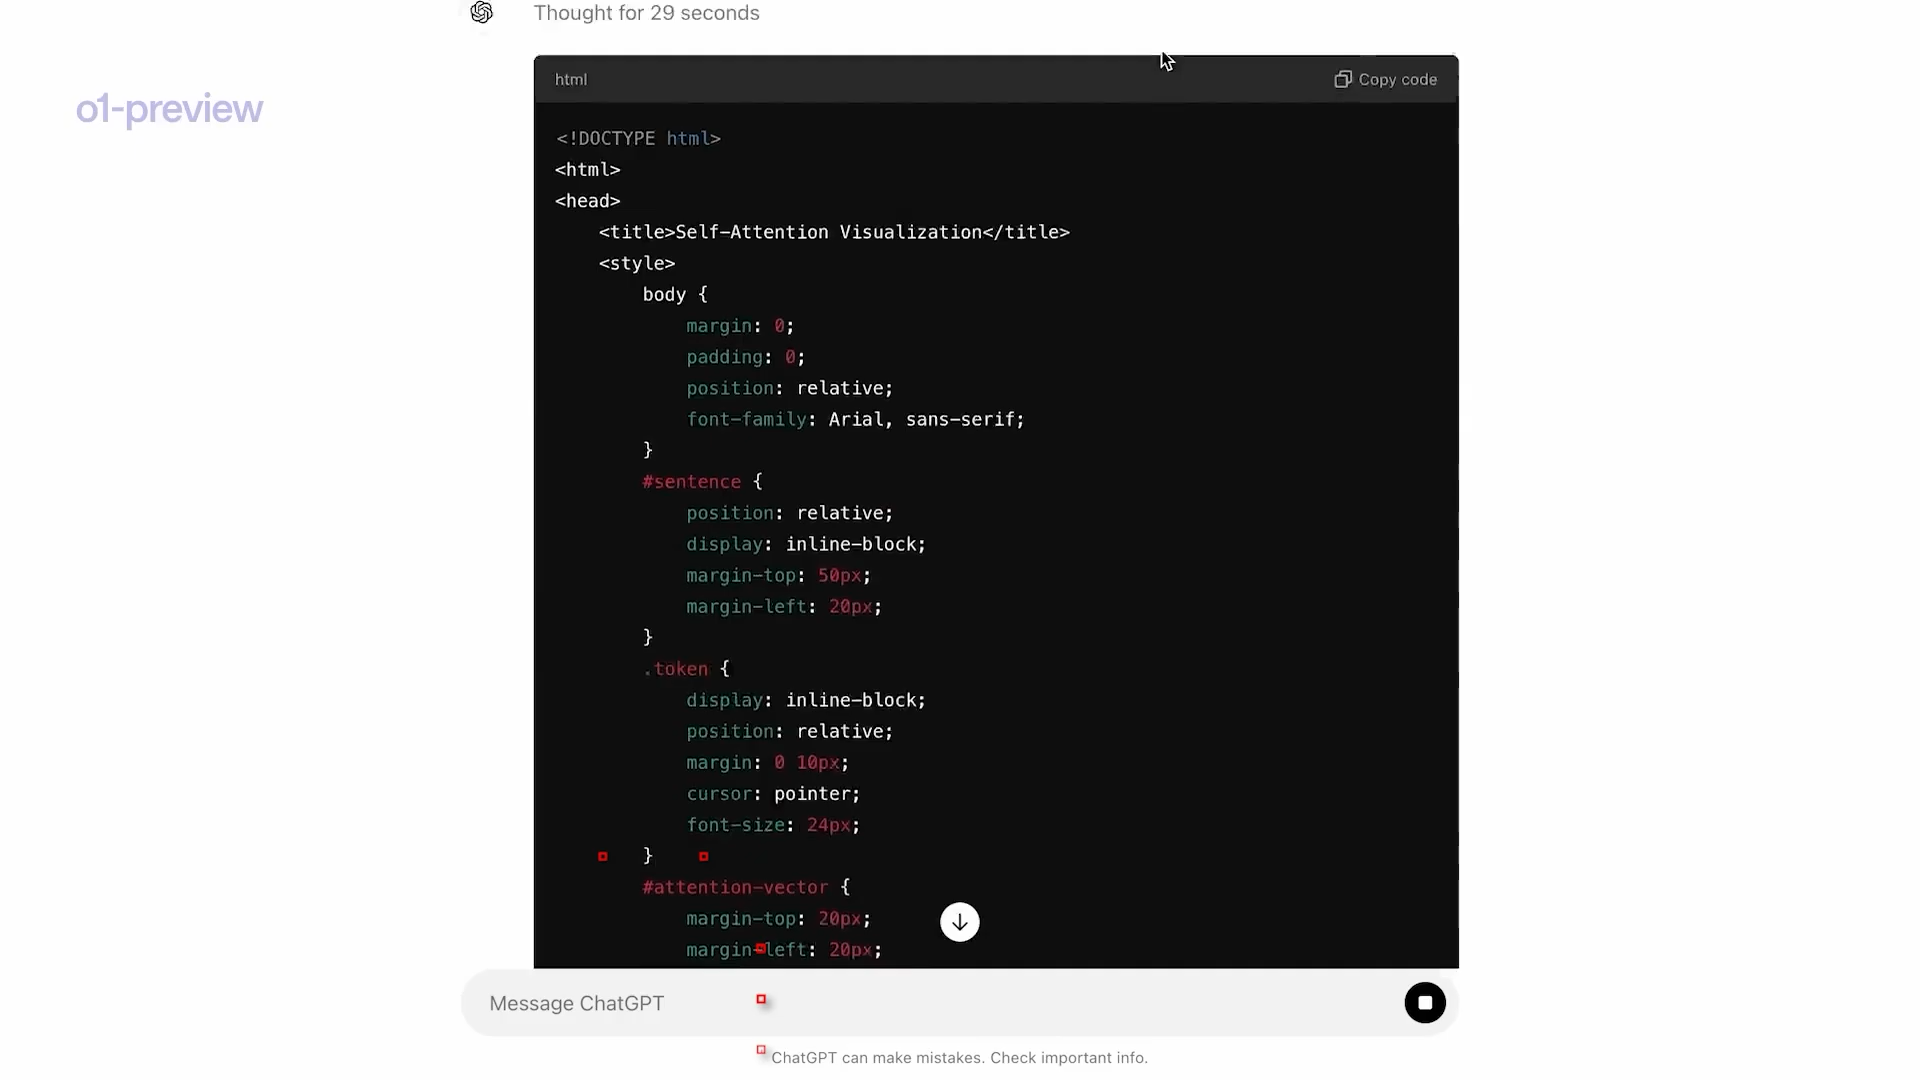 Thought for 29 seconds
o1-preview
html
Copy code
<!DOCTYPE html>
<html>
<head>
    <title>Self-Attention Visualization</title>
    <style>
        body {
            margin: 0;
            padding: 0;
            position: relative;
            font-family: Arial, sans-serif;
        }
        #sentence {
            position: relative;
            display: inline-block;
            margin-top: 50px;
            margin-left: 20px;
        }
        .token {
            display: inline-block;
            position: relative;
            margin: 0 10px;
            cursor: pointer;
            font-size: 24px;
        }
        #attention-vector {
            margin-top: 20px;
            margin-left: 20px;
Message ChatGPT
ChatGPT can make mistakes. Check important info.